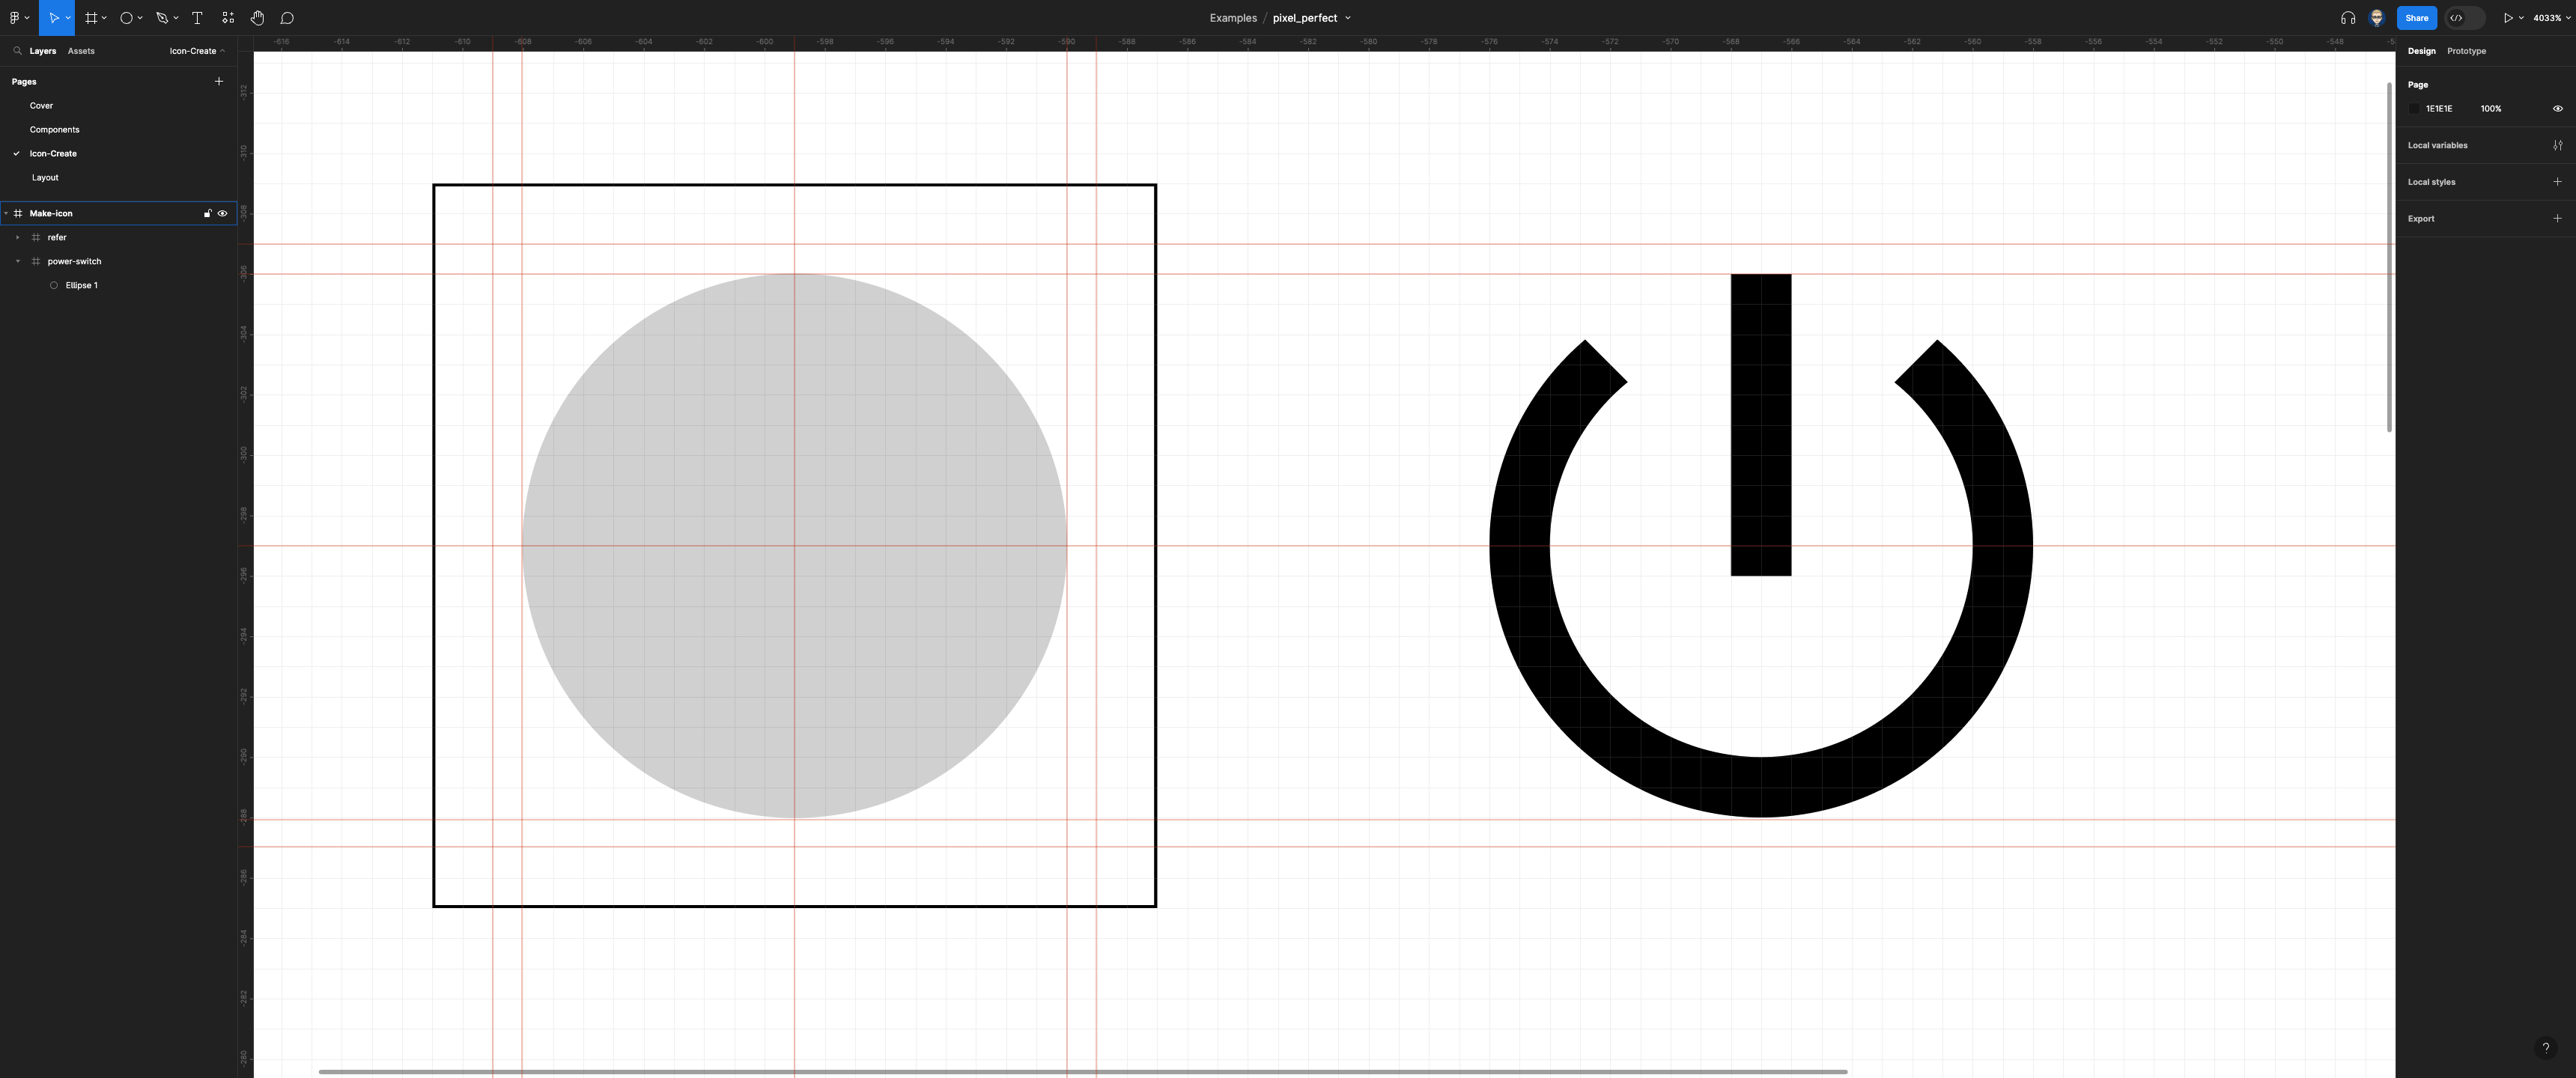 Examples / pixel_perfect
Share
4033%
Layers Assets Icon-Create
Pages
Cover
Components
Icon-Create
Layout
Make-icon
refer
power-switch
Ellipse 1
-616 -614 -612 -610 -608 -606 -604 -602 -600 -598 -596 -594 -592 -590 -588 -586 -584 -582 -580 -578 -576 -574 -572 -570 -568 -566 -564 -562 -560 -558 -556 -554 -552 -550 -548
-312
-310
-308
-306
-304
-302
-300
-298
-296
-294
-292
-290
-288
-286
-284
-282
-280
Design Prototype
Page
1E1E1E 100%
Local variables
Local styles
Export
?